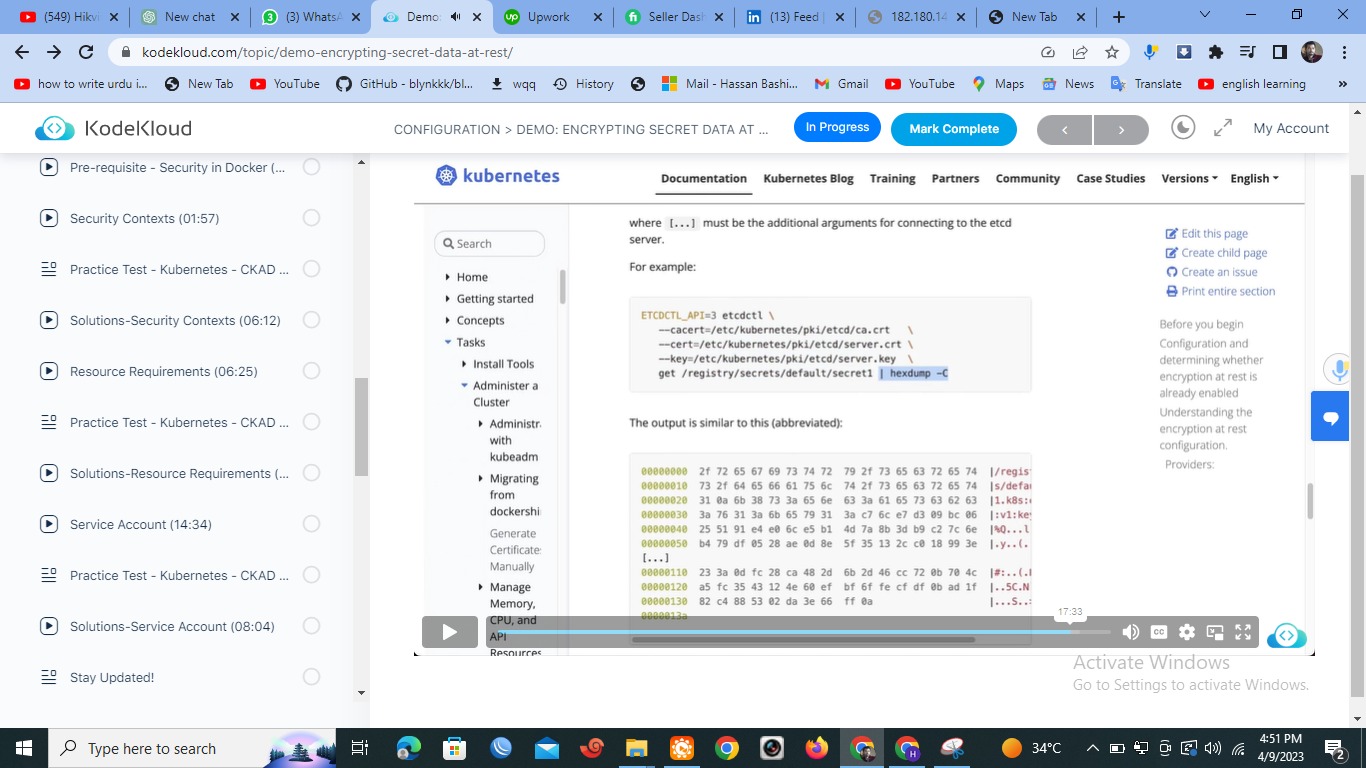 (549) Hikv
New chat
(3) WhatsA
Demo:
Upwork
Seller Dash
(13) Feed |
182.180.14
New Tab
kodekloud.com/topic/demo-encrypting-secret-data-at-rest/
how to write urdu i...
New Tab
YouTube
GitHub - blynkkk/bl...
wqq
History
Mail - Hassan Bashi...
Gmail
YouTube
Maps
News
Translate
english learning
»
KodeKloud
CONFIGURATION > DEMO: ENCRYPTING SECRET DATA AT ...
In Progress
Mark Complete
<
>
My Account
Pre-requisite - Security in Docker (...
Security Contexts (01:57)
Practice Test - Kubernetes - CKAD ...
Solutions-Security Contexts (06:12)
Resource Requirements (06:25)
Practice Test - Kubernetes - CKAD ...
Solutions-Resource Requirements (...
Service Account (14:34)
Practice Test - Kubernetes - CKAD ...
Solutions-Service Account (08:04)
Stay Updated!
kubernetes
Documentation
Kubernetes Blog
Training
Partners
Community
Case Studies
Versions
English
Search
Home
Getting started
Concepts
Tasks
Install Tools
Administer a
Cluster
Administr
with
kubeadm
Migrating
from
dockershi
Generate
Certificate
Manually
Manage
Memory,
CPU, and
API
Resources
where [...] must be the additional arguments for connecting to the etcd
server.
For example:
ETCDCTL_API=3 etcdctl \
--cacert=/etc/kubernetes/pki/etcd/ca.crt \
--cert=/etc/kubernetes/pki/etcd/server.crt \
--key=/etc/kubernetes/pki/etcd/server.key \
get /registry/secrets/default/secret1 | hexdump -C
The output is similar to this (abbreviated):
00000000 2f 72 65 67 69 73 74 72 79 2f 73 65 63 72 65 74 |/regis
00000010 73 2f 64 65 66 61 75 6c 74 2f 73 65 63 72 65 74 |s/defau
00000020 31 0a 6b 38 73 3a 65 6e 63 3a 61 65 73 63 62 63 |1.k8s:
00000030 3a 76 31 3a 6b 65 79 31 3a c7 6c e7 d3 09 bc 06 |:v1:key
00000040 25 51 91 e4 e0 6c e5 b1 4d 7a 8b 3d b9 c2 7c 6e |%Q...l
00000050 b4 79 df 05 28 ae 0d 8e 5f 35 13 2c c0 18 99 3e |.y..(.
[...]
00000110 23 3a 0d fc 28 ca 48 2d 6b 2d 46 cc 72 0b 70 4c |#:..(.
00000120 a5 fc 35 43 12 4e 60 ef bf 6f fe cf df 0b ad 1f |..5C.N
00000130 82 c4 88 53 02 da 3e 66 ff 0a |...S..
0000013a
Edit this page
Create child page
Create an issue
Print entire section
Before you begin
Configuration and
determining whether
encryption at rest is
already enabled
Understanding the
encryption at rest
configuration.
Providers:
17:33
CC
Activate Windows
Go to Settings to activate Windows.
Type here to search
34°C
4:51 PM
4/9/2023
2